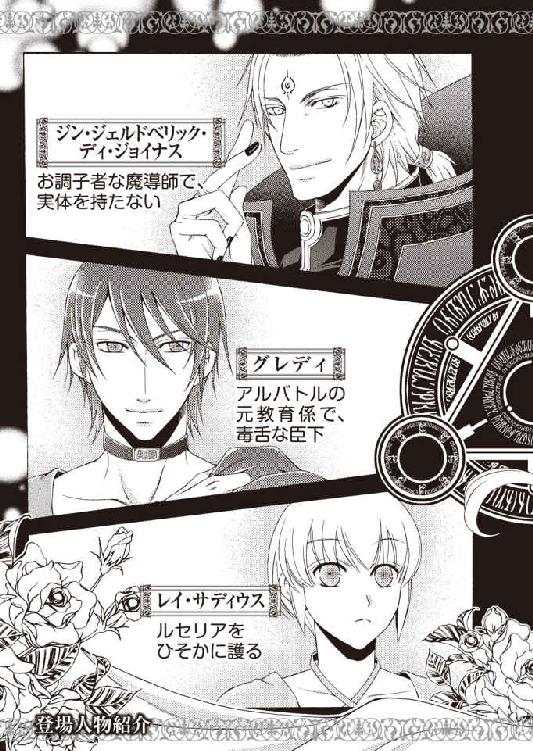 ジン・ジェルドベリック・
ディ・ジョイナス
お調子者な魔導師で、
実体を持たない
グレディ
アルバトルの
元教育係で、
毒舌な臣下
レイ・サディウス
ルセリアを
ひそかに護る
登場人物紹介